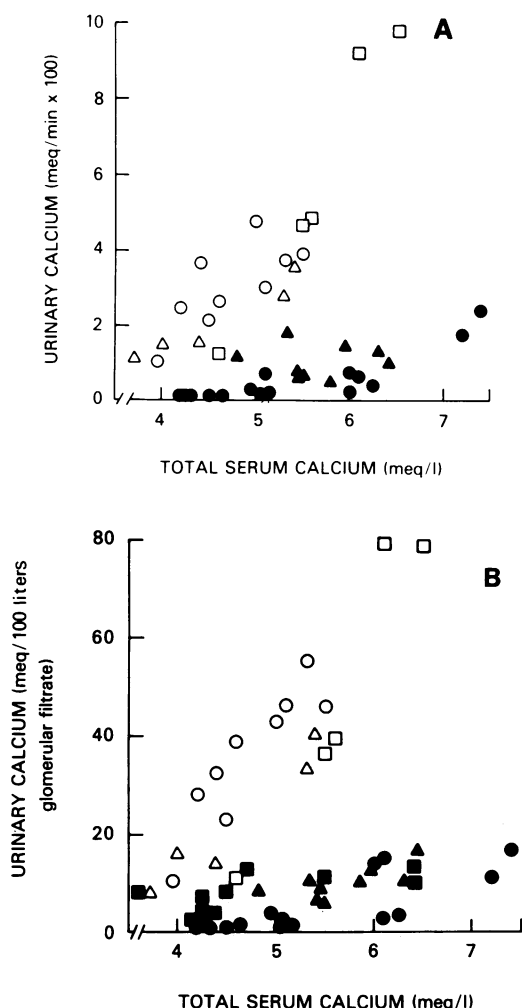 A
10
8
6
4
2
0
URINARY CALCIUM (meq/min x 100)
4 5 6 7
TOTAL SERUM CALCIUM (meq/l)
B
80
60
40
20
0
URINARY CALCIUM (meq/100 liters
glomerular filtrate)
4 5 6 7
TOTAL SERUM CALCIUM (meq/l)